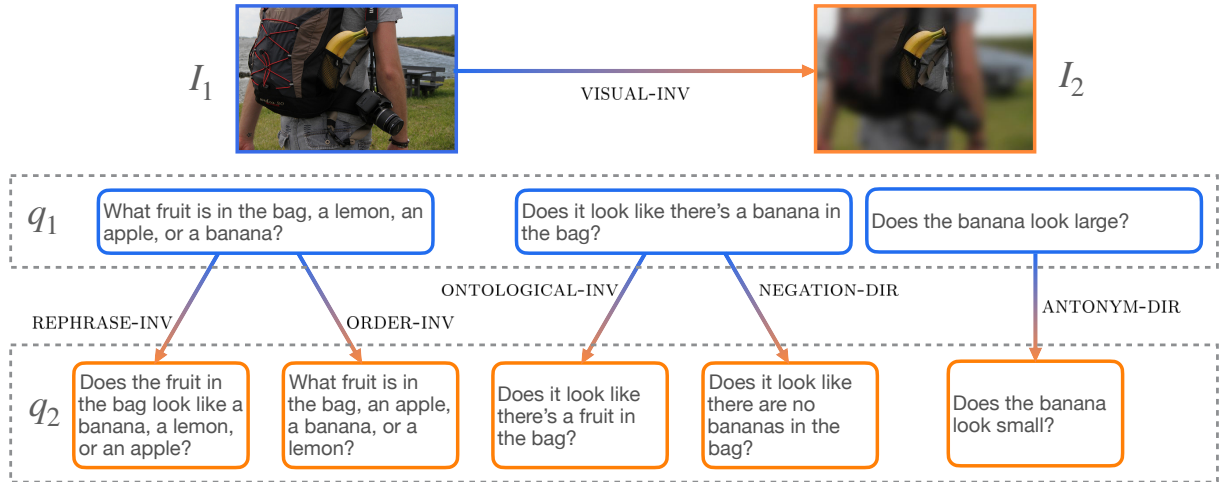 I1
VISUAL-INV
I2
q1
What fruit is in the bag, a lemon, an
apple, or a banana?
Does it look like there's a banana in
the bag?
Does the banana look large?
REPHRASE-INV
ORDER-INV
ONTOLOGICAL-INV
NEGATION-DIR
ANTONYM-DIR
q2
Does the fruit in
the bag look like a
banana, a lemon,
or an apple?
What fruit is in
the bag, an apple,
a banana, or a
lemon?
Does it look like
there's a fruit in
the bag?
Does it look like
there are no
bananas in the
bag?
Does the banana
look small?